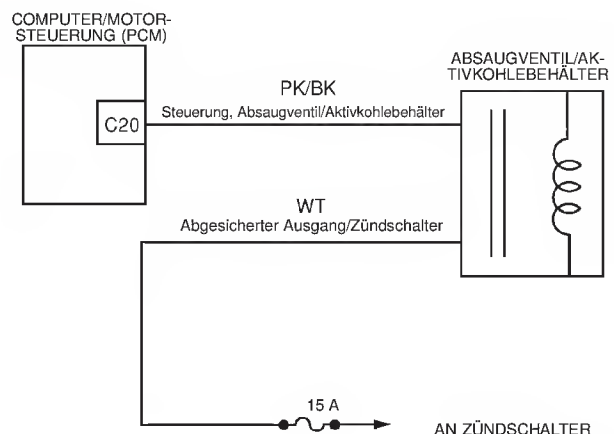 COMPUTER/MOTOR-
STEUERUNG (PCM)
C20
PK/BK
Steuerung, Absaugventil/Aktivkohlebehälter
ABSAUGVENTIL/AK-
TIVKOHLEBEHÄLTER
WT
Abgesicherter Ausgang/Zündschalter
15 A
AN ZÜNDSCHALTER